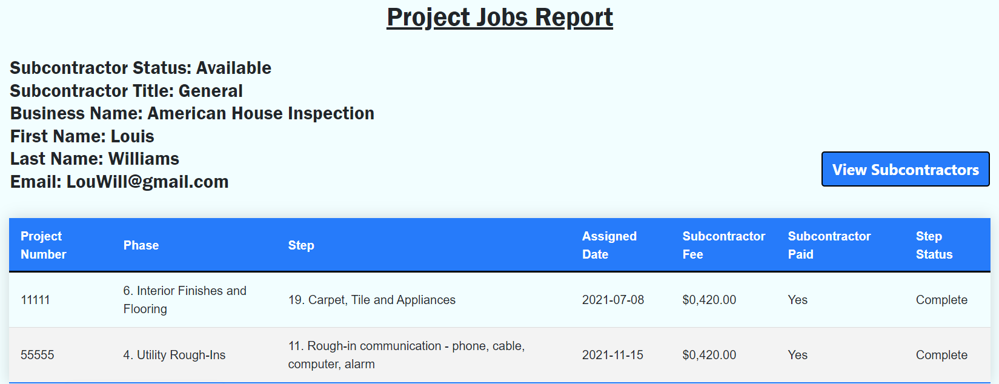 Project Jobs Report
Subcontractor Status: Available
Subcontractor Title: General
Business Name: American House Inspection
First Name: Louis
Last Name: Williams
Email: LouWill@gmail.com
View Subcontractors
Project Number Phase Step Assigned Date Subcontractor Fee Subcontractor Paid Step Status
11111 6. Interior Finishes and Flooring 19. Carpet, Tile and Appliances 2021-07-08 $0,420.00 Yes Complete
55555 4. Utility Rough-Ins 11. Rough-in communication - phone, cable, computer, alarm 2021-11-15 $0,420.00 Yes Complete